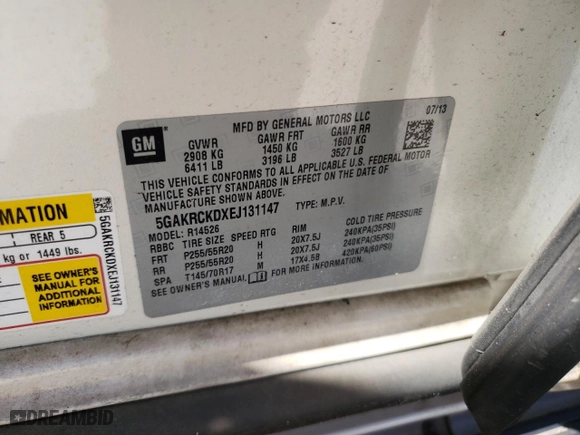 GM
MFD BY GENERAL MOTORS LLC
07/13
GVWR GAWR FRT GAWR RR
2908 KG 1450 KG 1600 KG
6411 LB 3196 LB 3527 LB
THIS VEHICLE CONFORMS TO ALL APPLICABLE U.S. FEDERAL MOTOR
VEHICLE SAFETY STANDARDS IN EFFECT ON THE DATE OF
MANUFACTURE SHOWN ABOVE.
5GAKRCKDXEJ131147 TYPE: M.P.V.
MODEL: R14526
RBBC TIRE SIZE SPEED RTG RIM COLD TIRE PRESSURE
FRT P255/55R20 H 20X7.5J 240KPA(35PSI)
RR P255/55R20 H 20X7.5J 240KPA(35PSI)
SPA T145/70R17 M 17X4.5B 420KPA(60PSI)
SEE OWNER'S MANUAL FOR MORE INFORMATION.
MATION
REAR 5
kg or 1449 lbs.
SEE OWNER'S
MANUAL FOR
ADDITIONAL
INFORMATION
5GAKRCKDXEJ131147
DREAMBID